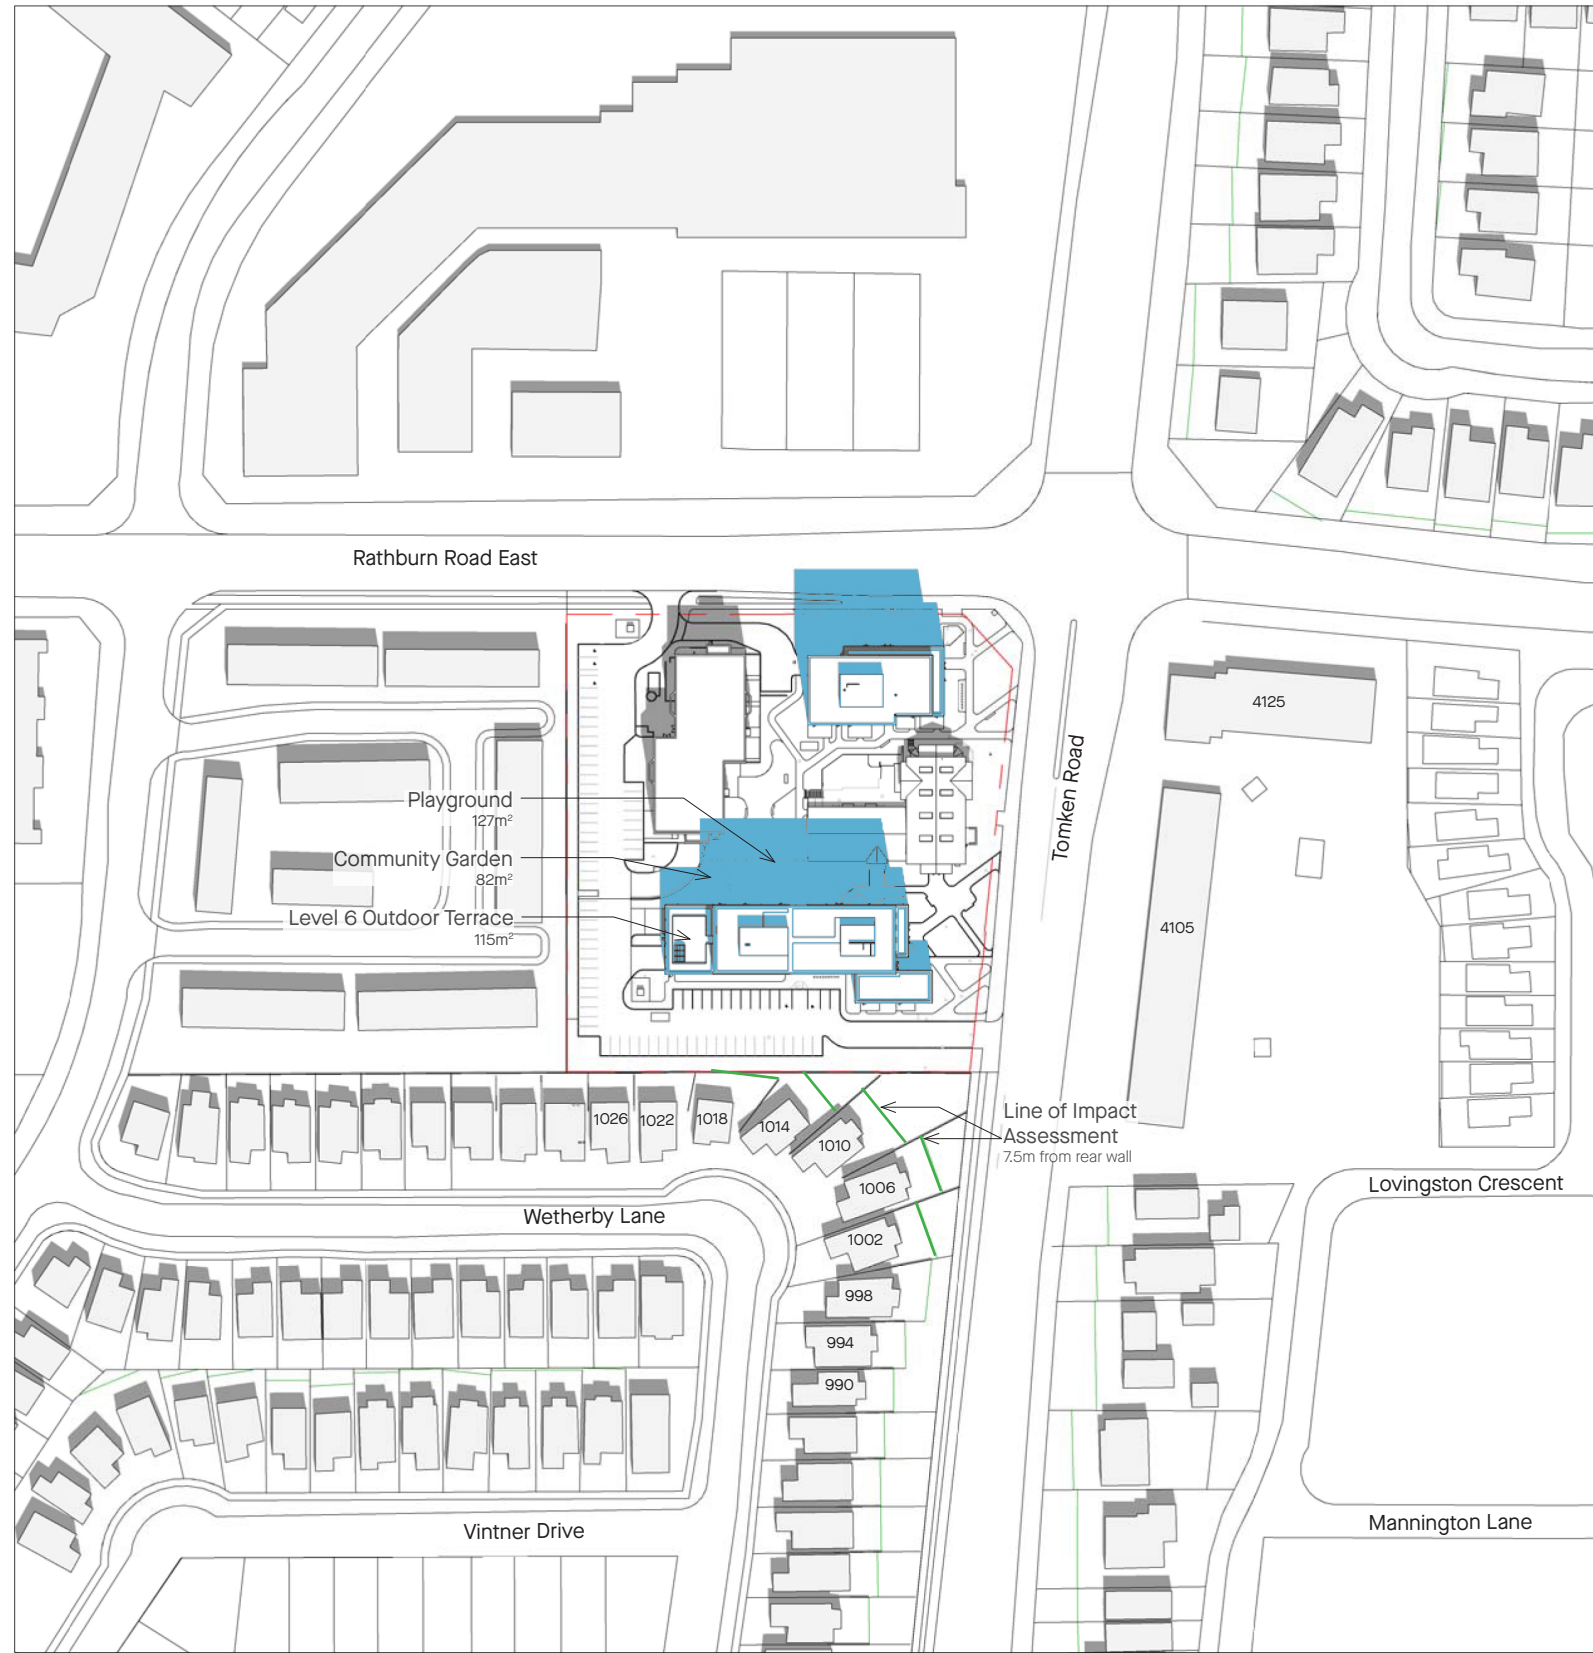 Rathburn Road East
4125
Tomken Road
Playground
127m²
Community Garden
82m²
Level 6 Outdoor Terrace
115m²
4105
1026
1022
1018
1014
1010
Line of Impact
Assessment
7.5m from rear wall
1006
Lovingston Crescent
Wetherby Lane
1002
998
994
990
Vintner Drive
Mannington Lane